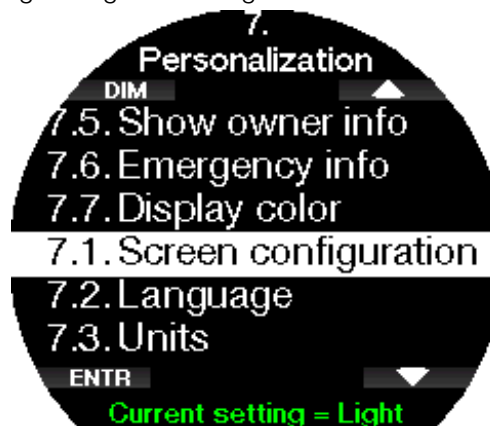 7.
Personalization
DIM
7.5. Show owner info
7.6. Emergency info
7.7. Display color
7.1. Screen configuration
7.2. Language
7.3. Units
ENTR
Current setting = Light